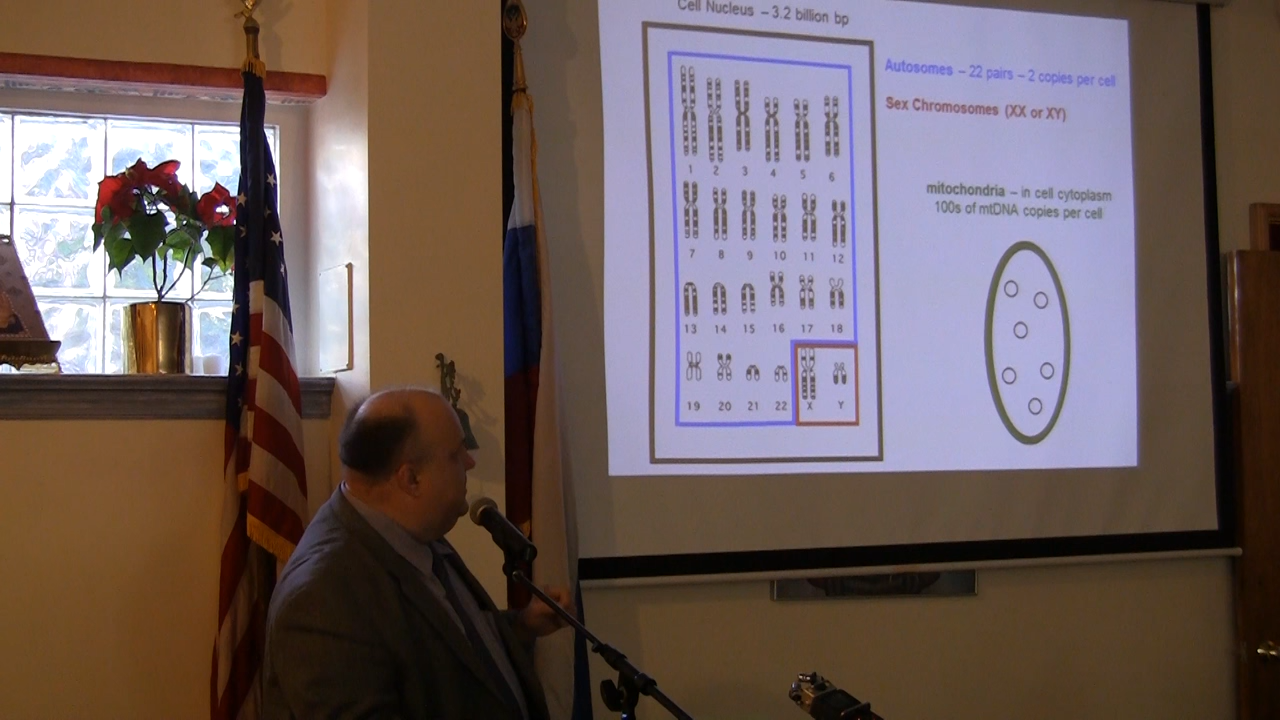 Cell Nucleus – 3.2 billion bp
Autosomes – 22 pairs – 2 copies per cell
Sex Chromosomes (XX or XY)
mitochondria – in cell cytoplasm
100s of mtDNA copies per cell
1 2 3 4 5 6
7 8 9 10 11 12
13 14 15 16 17 18
19 20 21 22 X Y